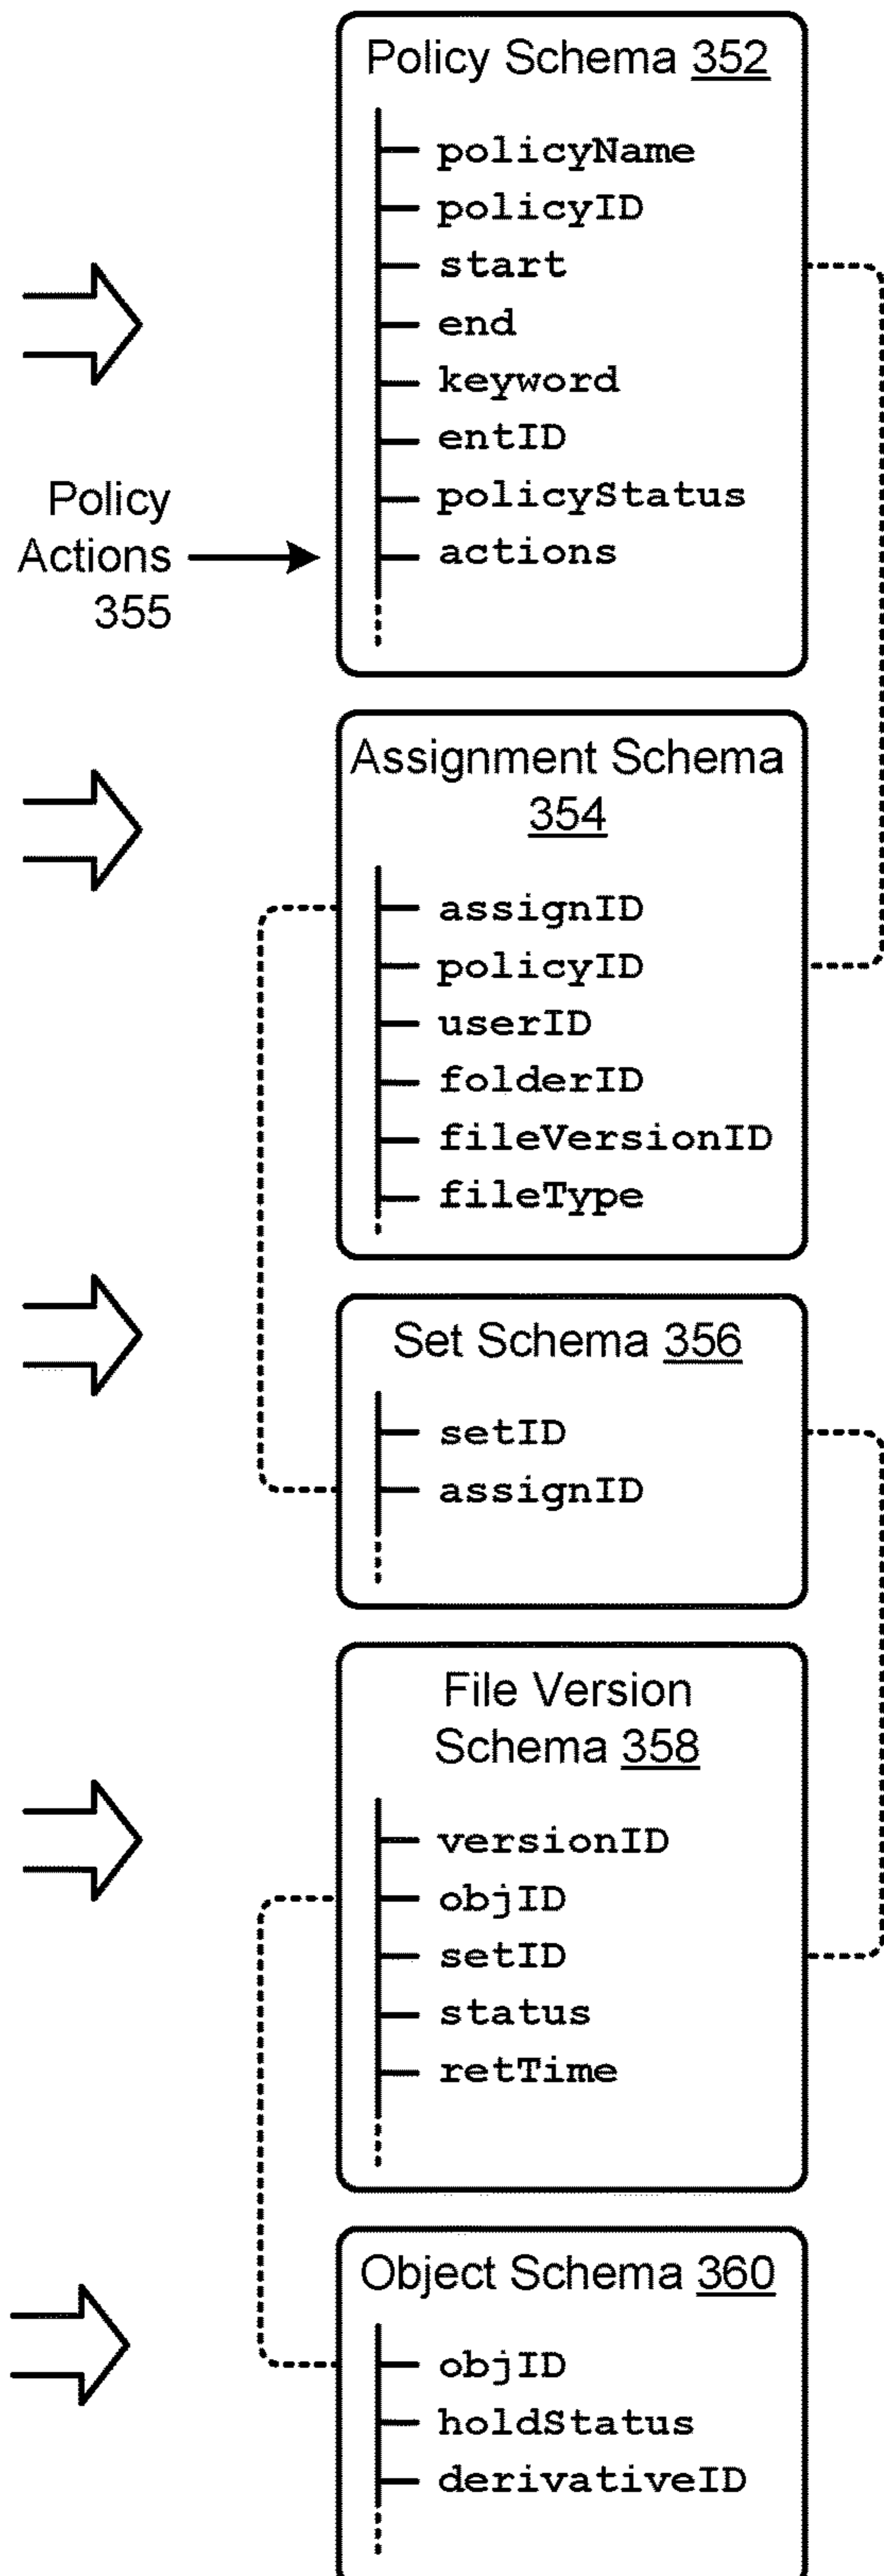 Policy Schema 352
policyName
policyID
start
end
keyword
entID
policyStatus
actions
Policy
Actions
355
Assignment Schema
354
assignID
policyID
userID
folderID
fileVersionID
fileType
Set Schema 356
setID
assignID
File Version
Schema 358
versionID
objID
setID
status
retTime
Object Schema 360
objID
holdStatus
derivativeID